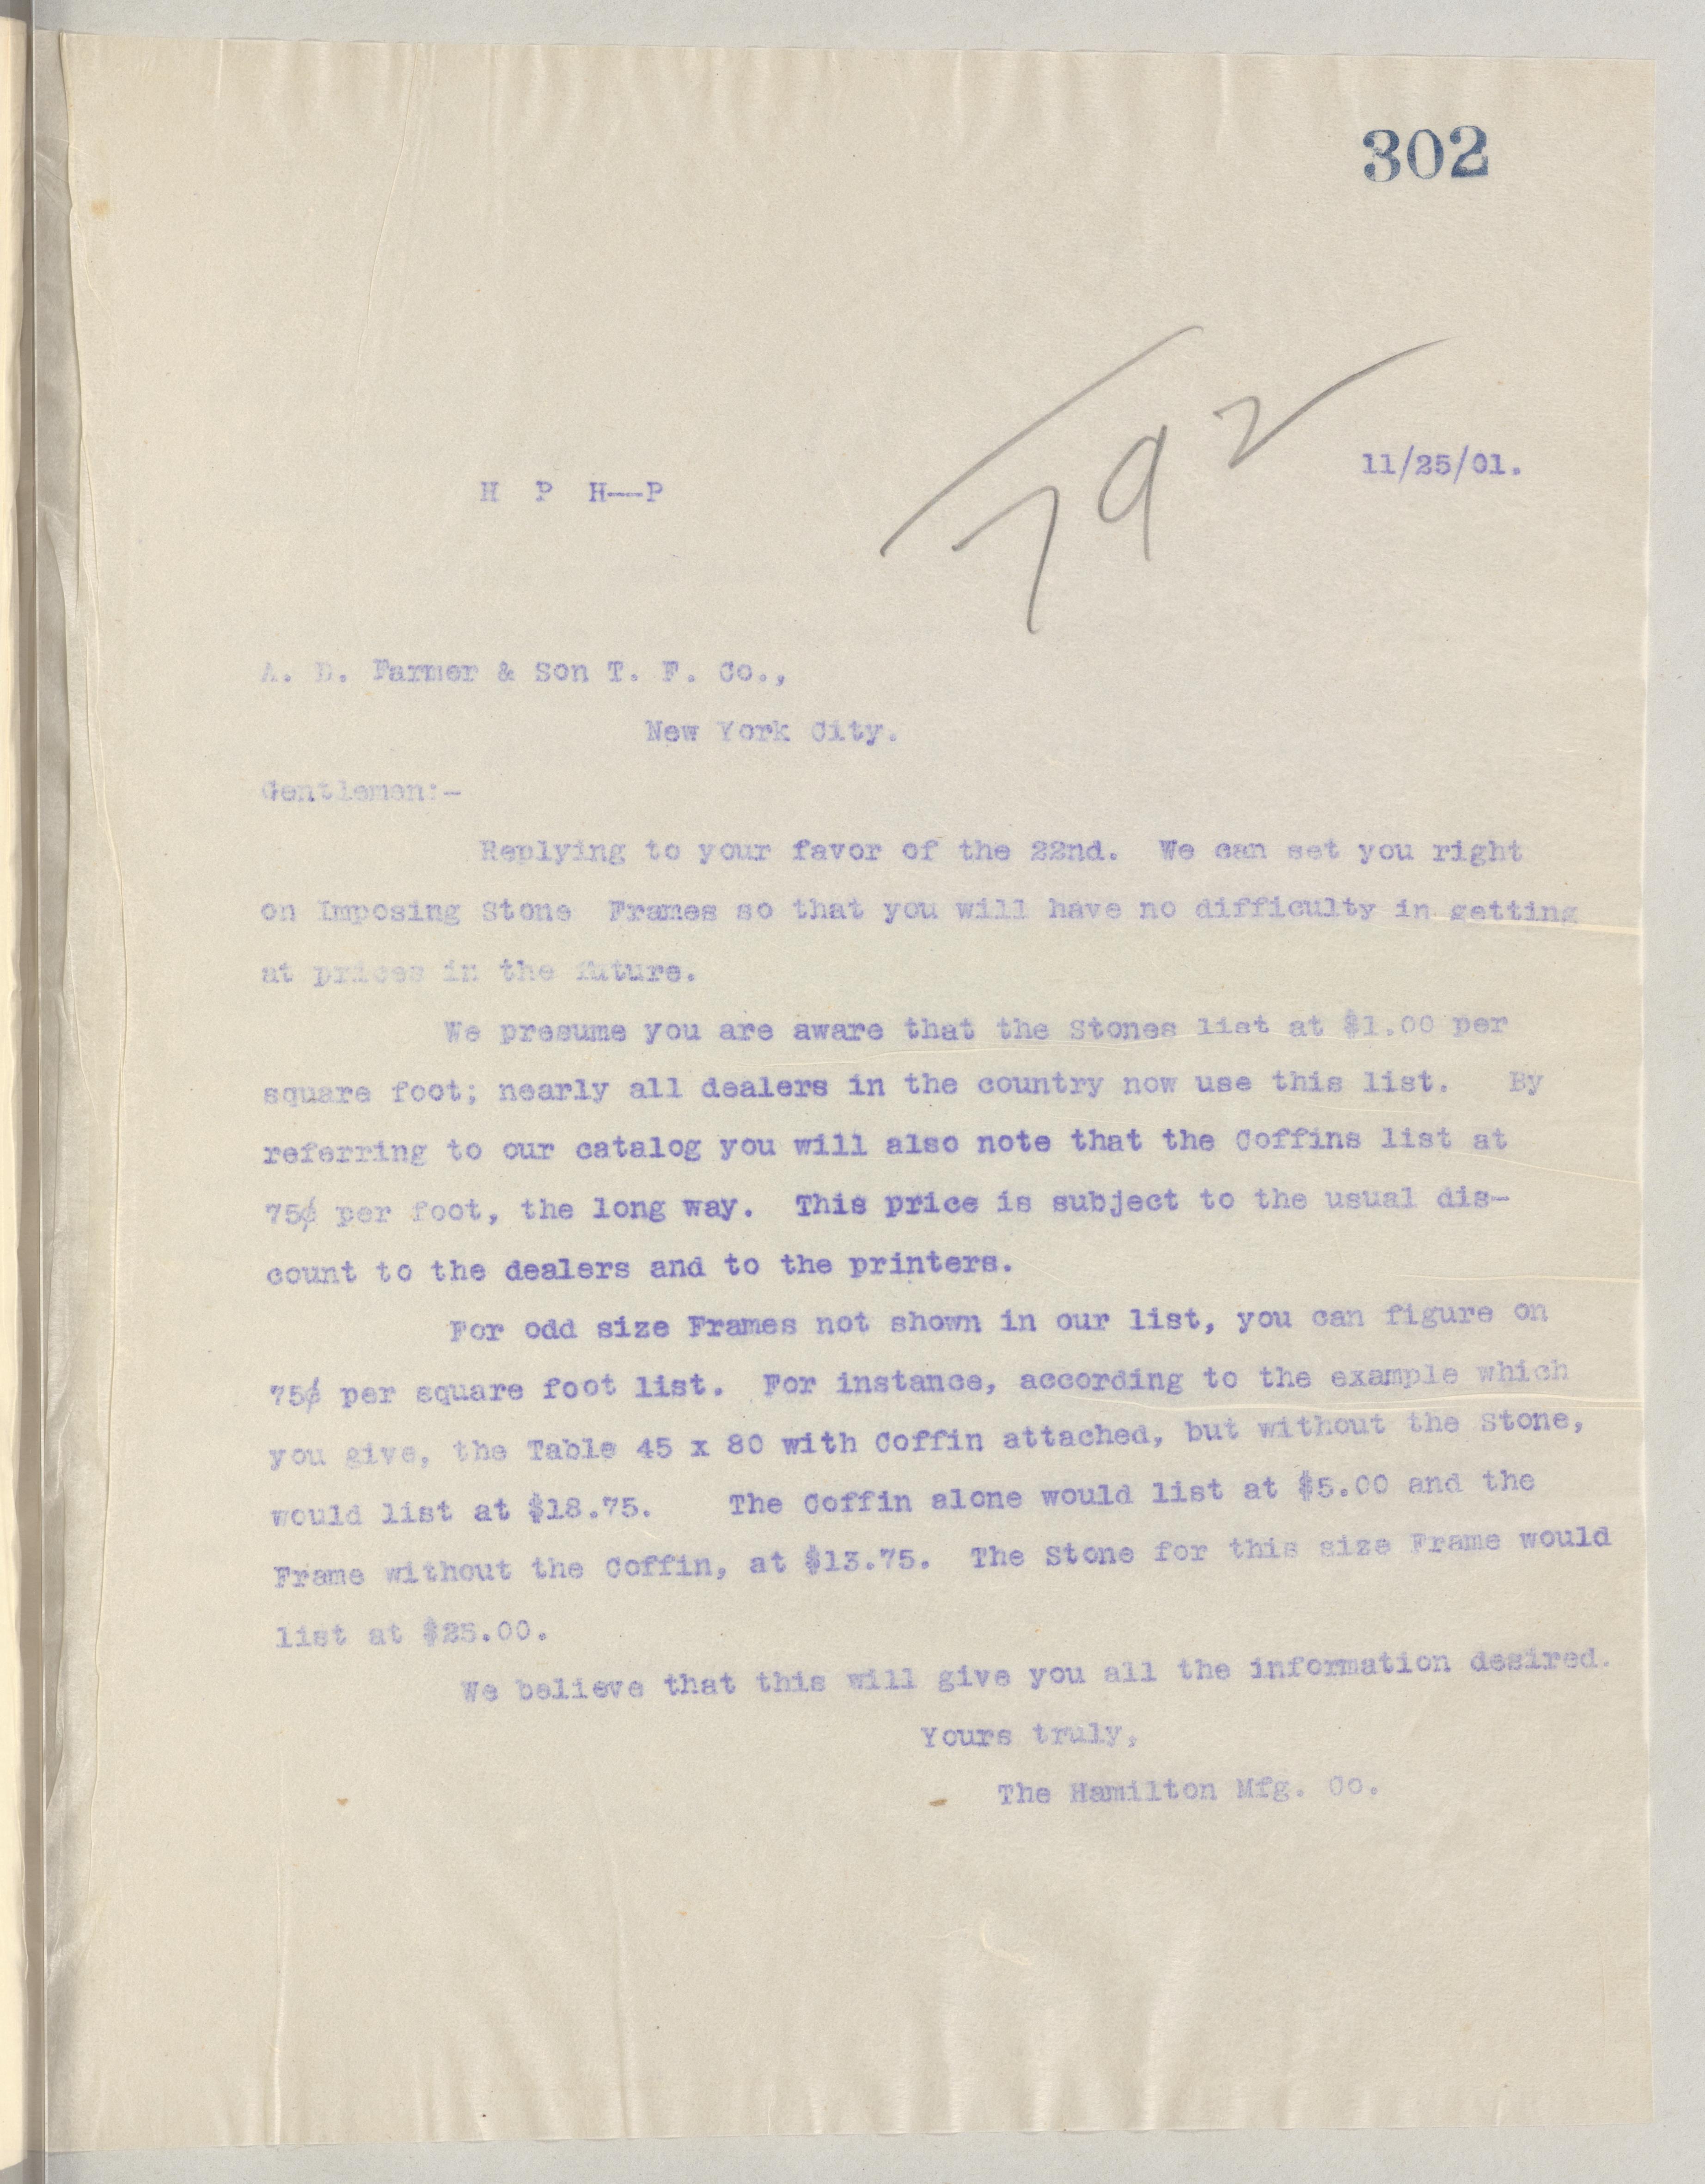 302
792
11/25/01.
H P H--P
A. D. Farmer & Son T. F. Co.,
New York City.
Gentlemen:-
Replying to your favor of the 22nd. We can set you right
on Imposing Stone Frames so that you will have no difficulty in getting
at prices in the future.
We presume you are aware that the Stones list at $1.00 per
square foot; nearly all dealers in the country now use this list. By
referring to our catalog you will also note that the Coffins list at
75¢ per foot, the long way. This price is subject to the usual dis-
count to the dealers and to the printers.
For odd size Frames not shown in our list, you can figure on
75¢ per square foot list. For instance, according to the example which
you give, the Table 45 x 80 with Coffin attached, but without the Stone,
would list at $18.75. The Coffin alone would list at $5.00 and the
Frame without the Coffin, at $13.75. The Stone for this size Frame would
list at $25.00.
We believe that this will give you all the information desired.
Yours truly,
The Hamilton Mfg. Co.